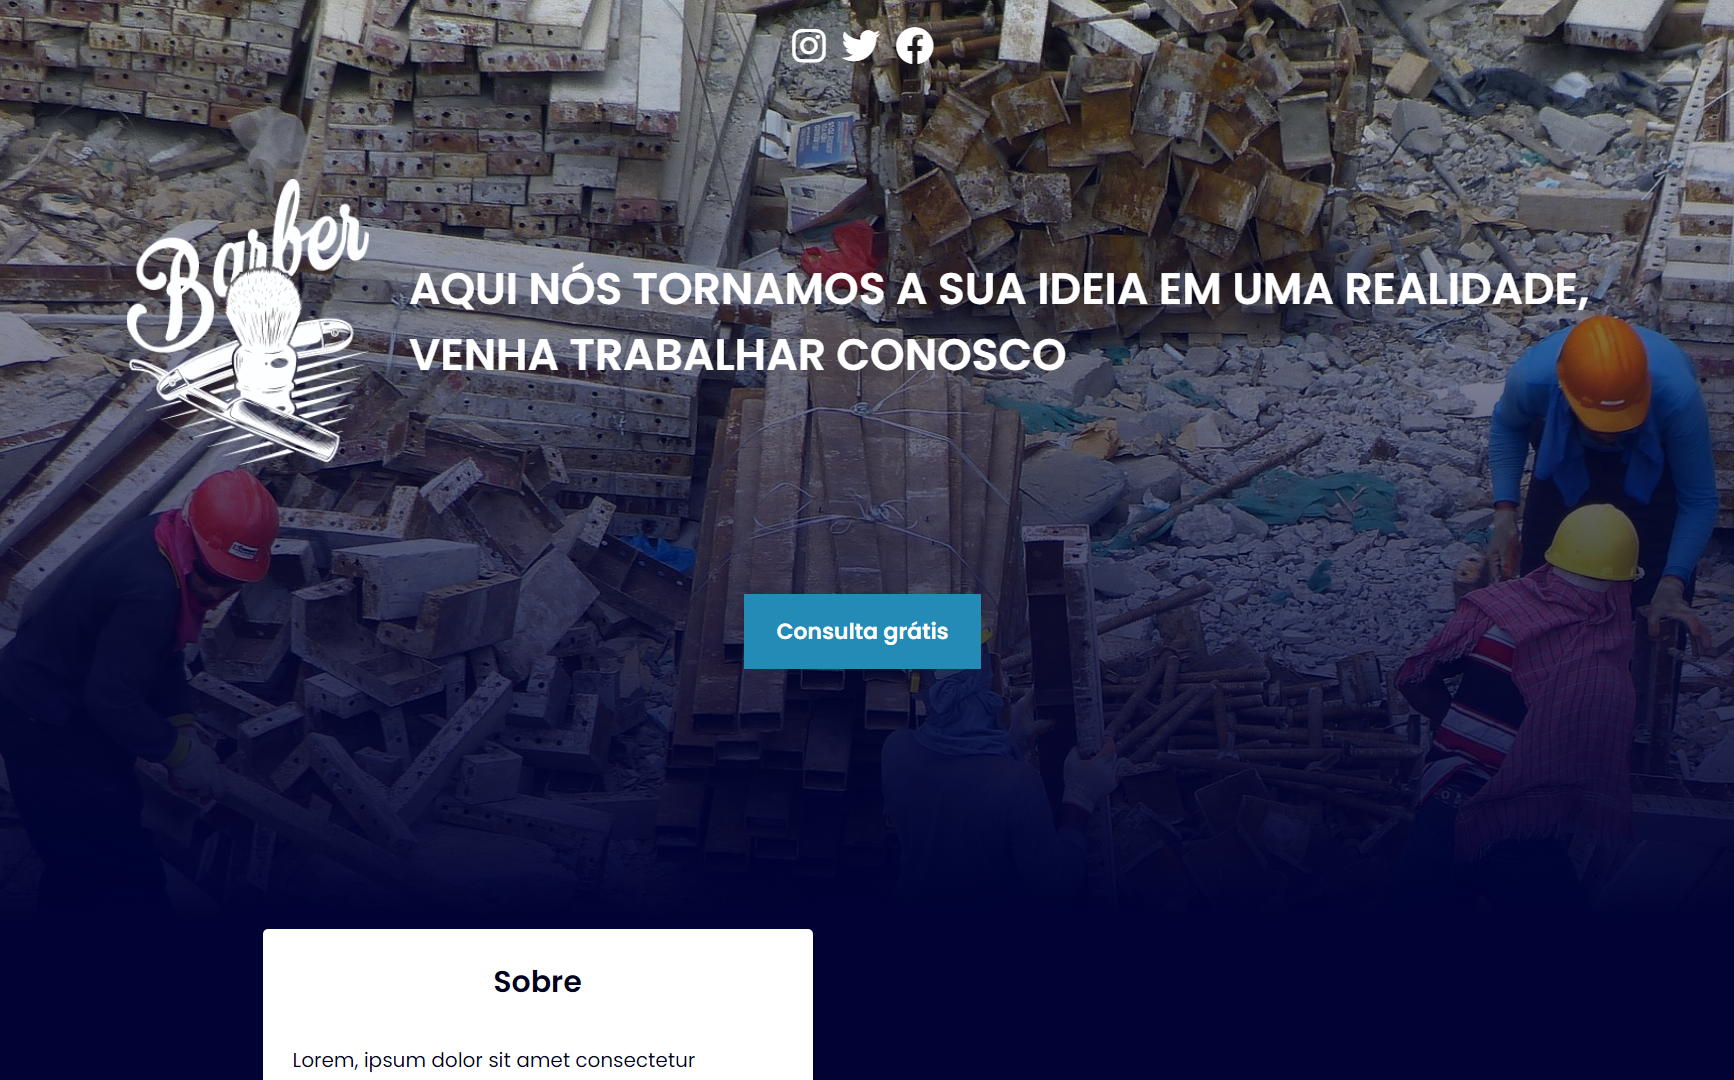 Barber
AQUI NÓS TORNAMOS A SUA IDEIA EM UMA REALIDADE,
VENHA TRABALHAR CONOSCO
Consulta grátis
Sobre
Lorem, ipsum dolor sit amet consectetur